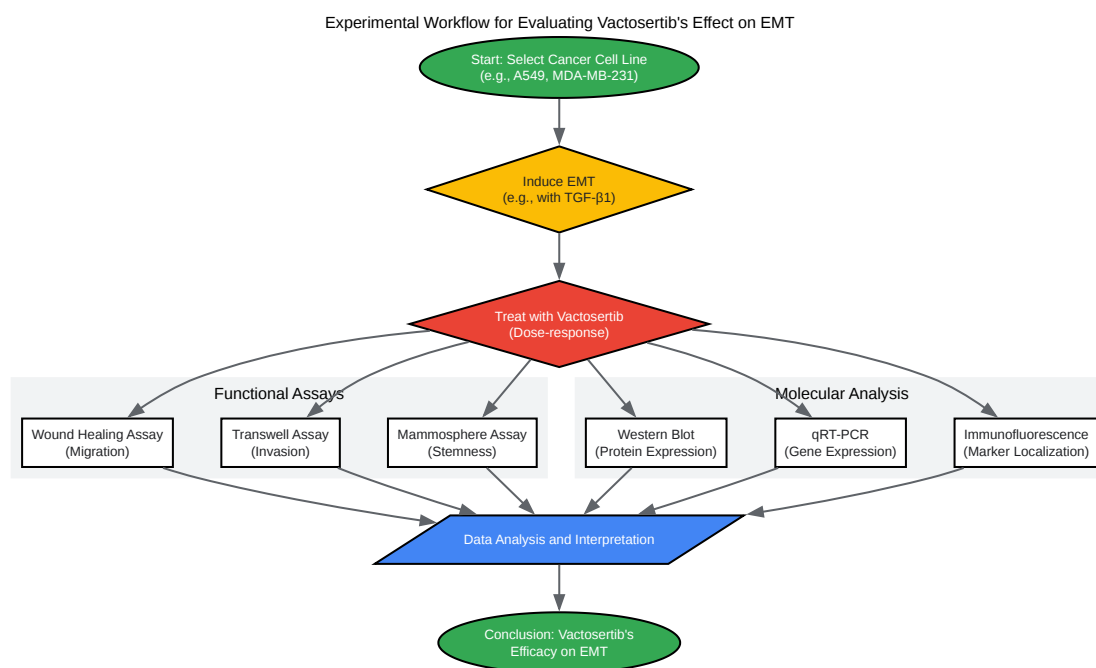 Experimental Workflow for Evaluating Vactosertib's Effect on EMT
Start: Select Cancer Cell Line
(e.g., A549, MDA-MB-231)
Induce EMT
(e.g., with TGF-β1)
Treat with Vactosertib
(Dose-response)
Functional Assays
Molecular Analysis
Wound Healing Assay
(Migration)
Transwell Assay
(Invasion)
Mammosphere Assay
(Stemness)
Western Blot
(Protein Expression)
qRT-PCR
(Gene Expression)
Immunofluorescence
(Marker Localization)
Data Analysis and Interpretation
Conclusion: Vactosertib's
Efficacy on EMT